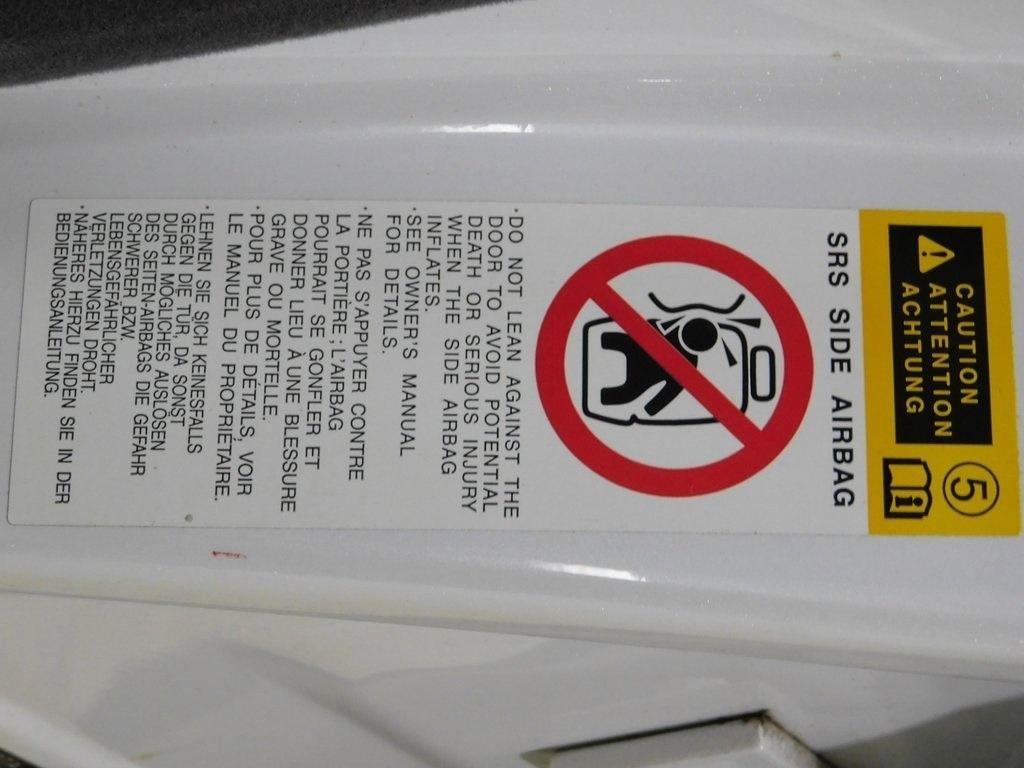 CAUTION
ATTENTION
ACHTUNG
5
i
SRS SIDE AIRBAG
·DO NOT LEAN AGAINST THE
DOOR TO AVOID POTENTIAL
DEATH OR SERIOUS INJURY
WHEN THE SIDE AIRBAG
INFLATES.
·SEE OWNER'S MANUAL
FOR DETAILS.
·NE PAS S'APPUYER CONTRE
LA PORTIÈRE ; L'AIRBAG
POURRAIT SE GONFLER ET
DONNER LIEU À UNE BLESSURE
GRAVE OU MORTELLE.
·POUR PLUS DE DÉTAILS, VOIR
LE MANUEL DU PROPRIÉTAIRE.
·LEHNEN SIE SICH KEINESFALLS
GEGEN DIE TÜR, DA SONST
DURCH MÖGLICHES AUSLÖSEN
DES SEITEN-AIRBAGS DIE GEFAHR
SCHWERER BZW.
LEBENSGEFÄHRLICHER
VERLETZUNGEN DROHT.
·NÄHERES HIERZU FINDEN SIE IN DER
BEDIENUNGSANLEITUNG.